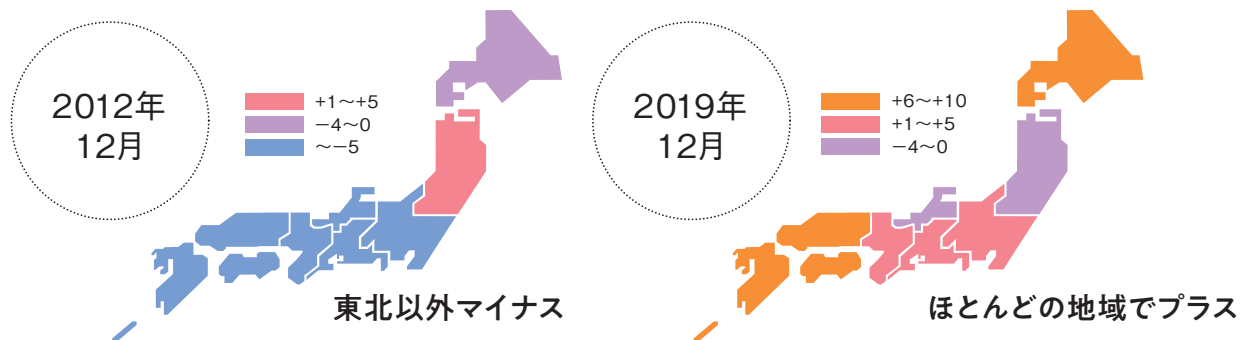 2012年
12月
+1～+5
−4～0
～−5
東北以外マイナス
2019年
12月
+6～+10
+1～+5
−4～0
ほとんどの地域でプラス